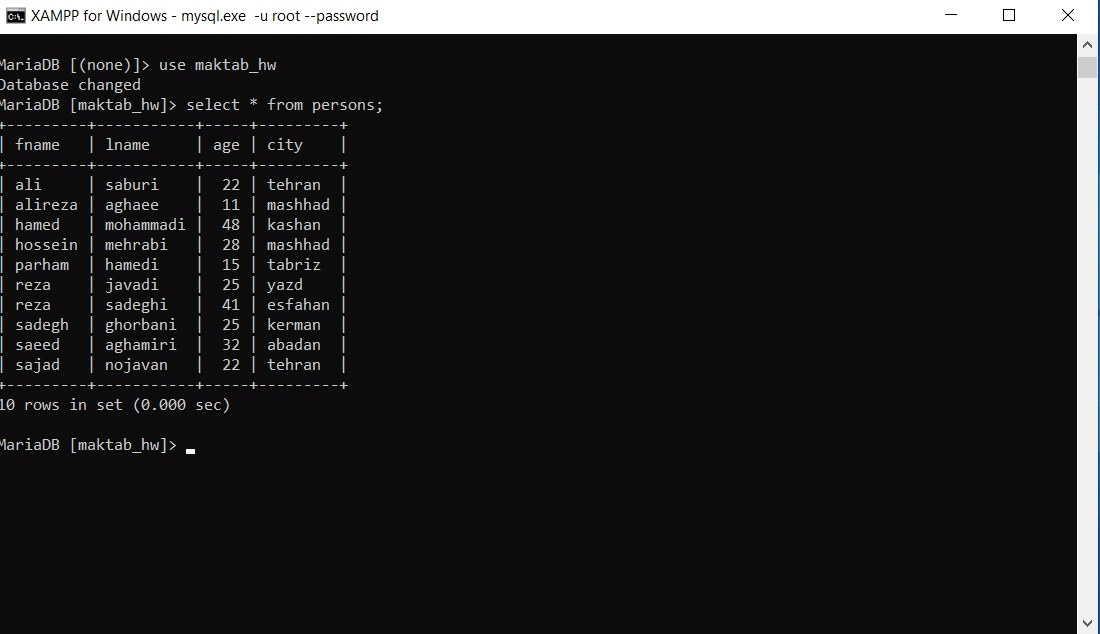 XAMPP for Windows - mysql.exe  -u root --password
MariaDB [(none)]> use maktab_hw
Database changed
MariaDB [maktab_hw]> select * from persons;
+---------+-----------+-----+---------+
| fname   | lname     | age | city    |
+---------+-----------+-----+---------+
| ali     | saburi    |  22 | tehran  |
| alireza | aghaee    |  11 | mashhad |
| hamed   | mohammadi |  48 | kashan  |
| hossein | mehrabi   |  28 | mashhad |
| parham  | hamedi    |  15 | tabriz  |
| reza    | javadi    |  25 | yazd    |
| reza    | sadeghi   |  41 | esfahan |
| sadegh  | ghorbani  |  25 | kerman  |
| saeed   | aghamiri  |  32 | abadan  |
| sajad   | nojavan   |  22 | tehran  |
+---------+-----------+-----+---------+
10 rows in set (0.000 sec)
MariaDB [maktab_hw]> _